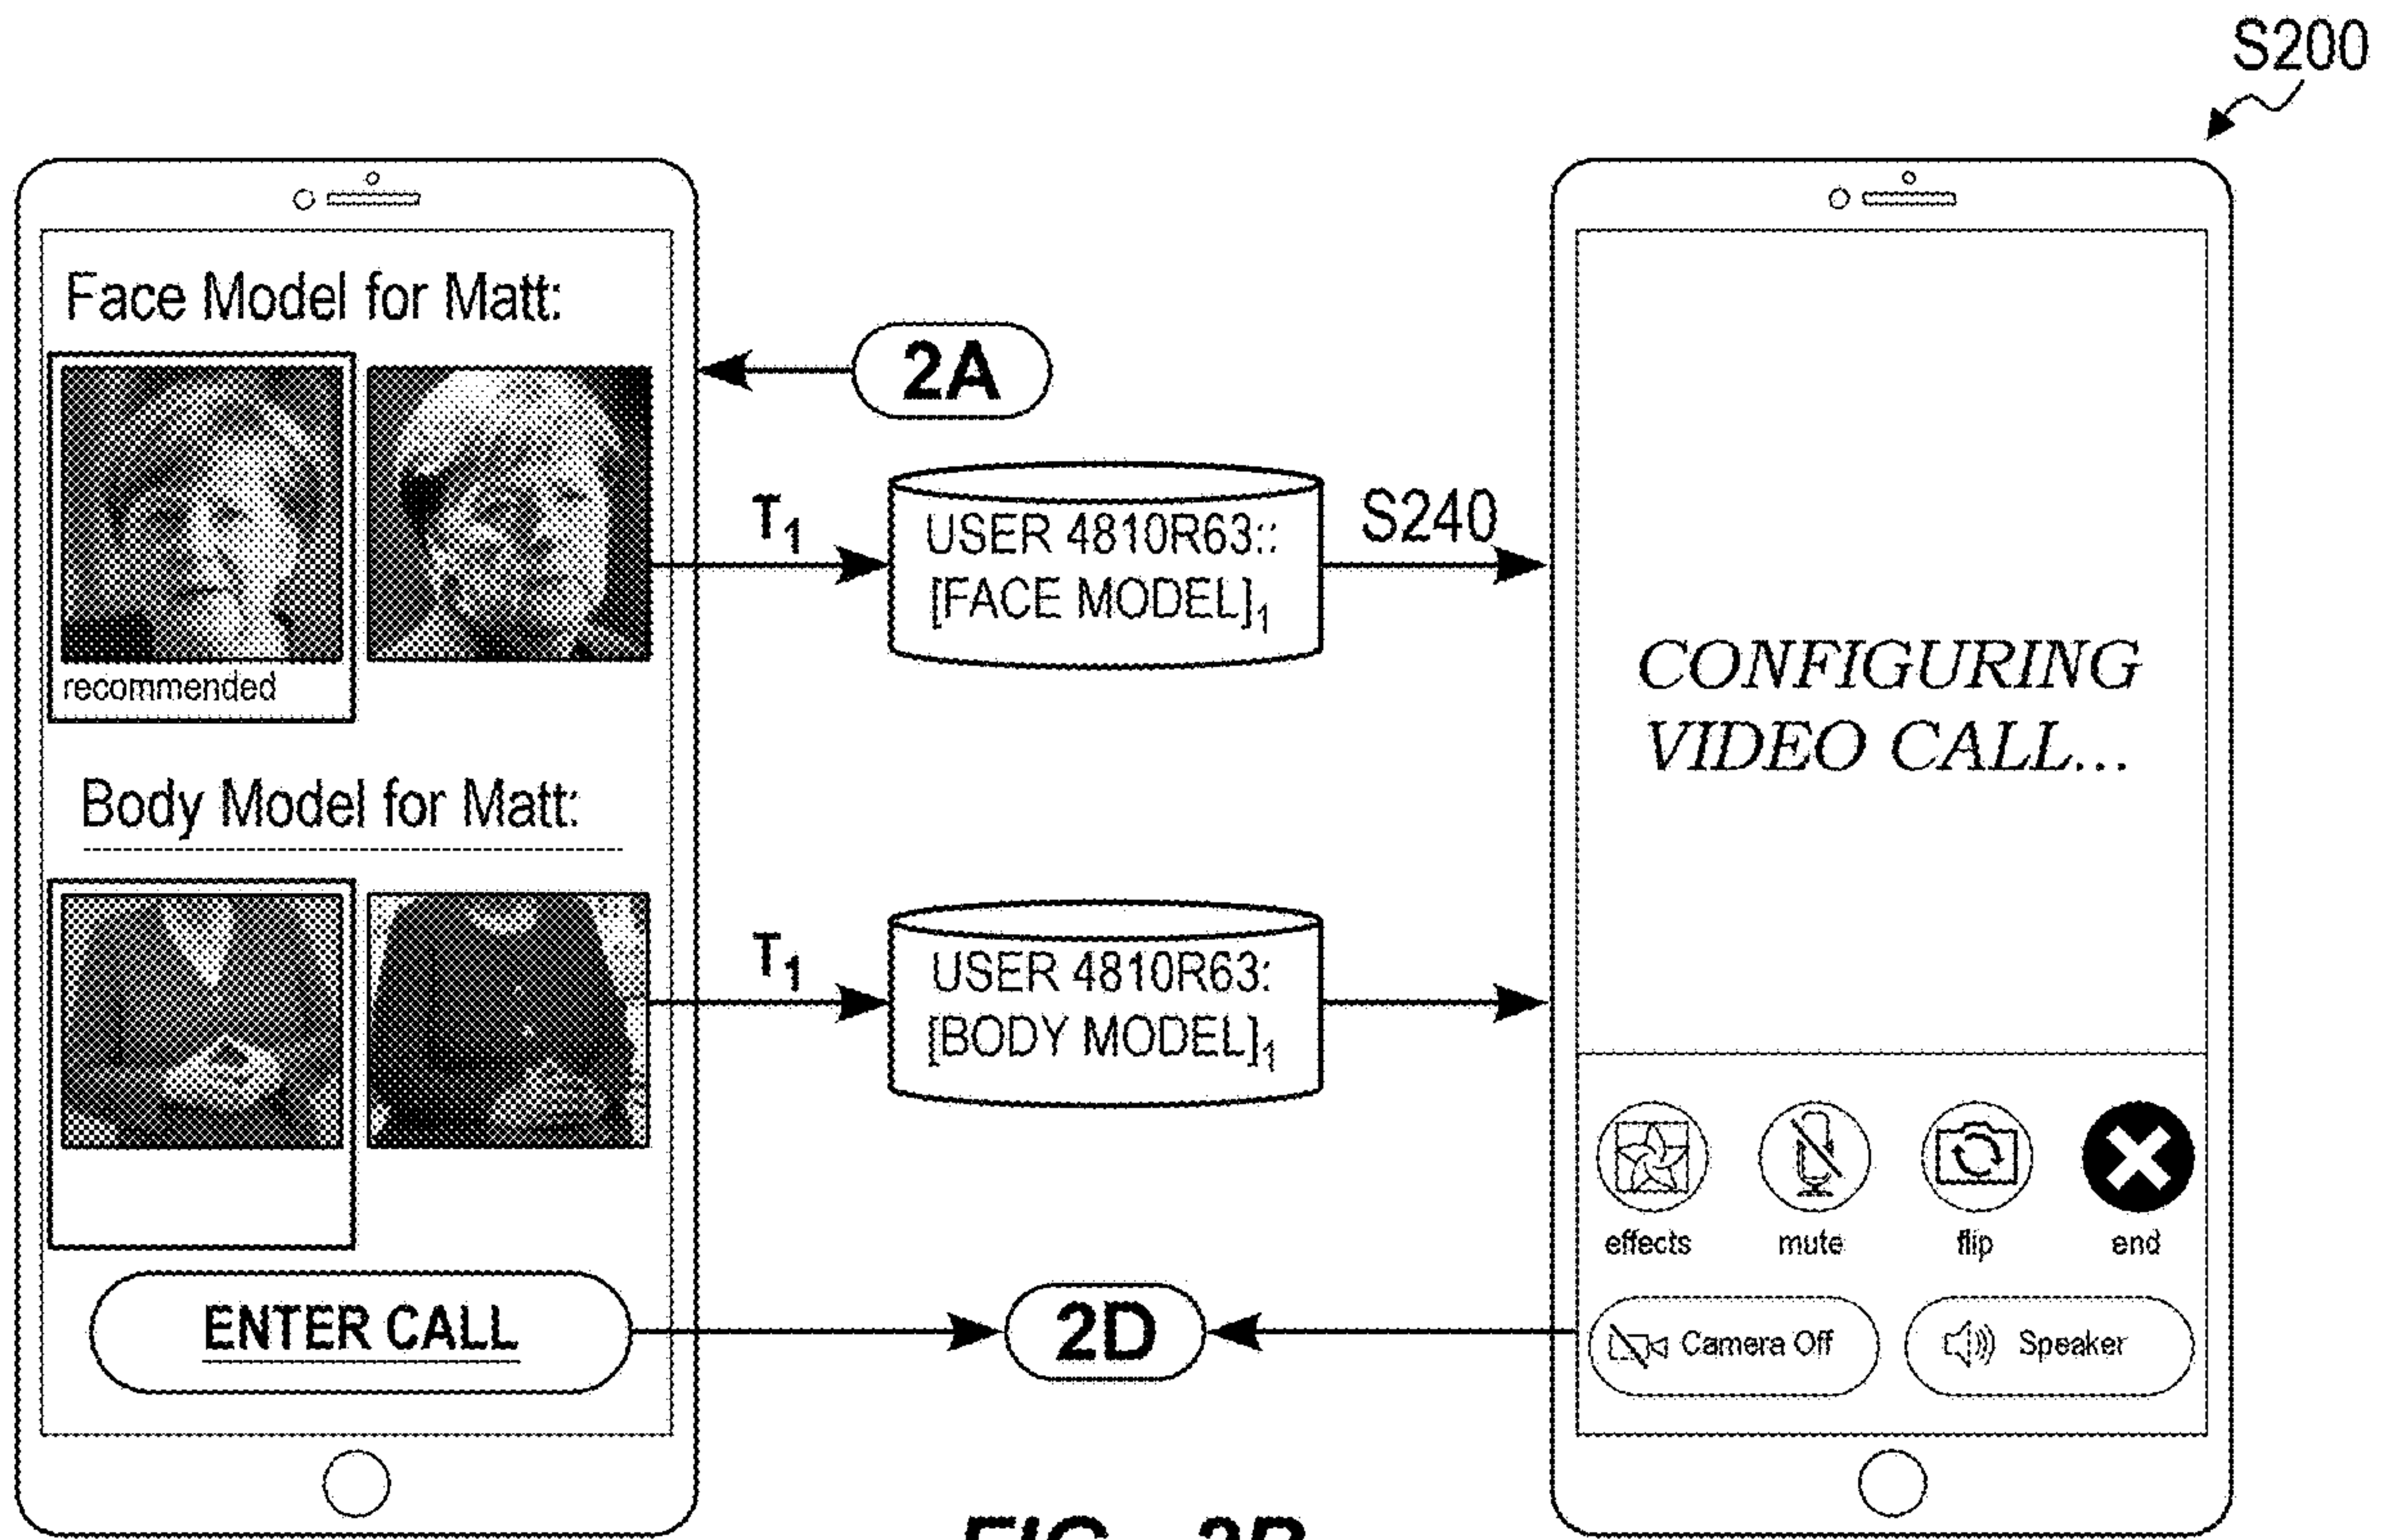 S200
Face Model for Matt:
recommended
Body Model for Matt:
ENTER CALL
2A
T1
USER 4810R63::
[FACE MODEL]1
S240
T1
USER 4810R63:
[BODY MODEL]1
2D
CONFIGURING
VIDEO CALL...
effects
mute
flip
end
Camera Off
Speaker